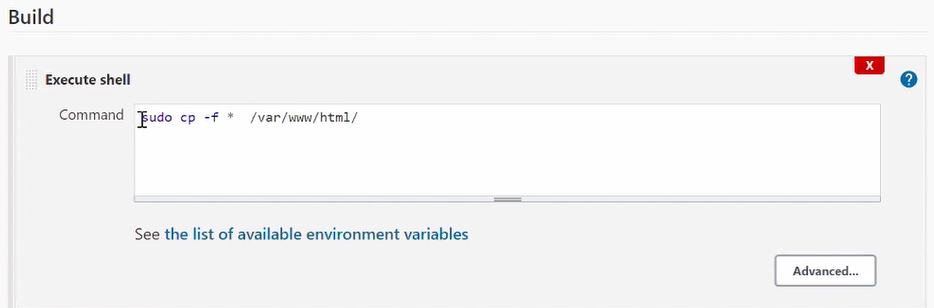 Build
Execute shell
X
?
Command
sudo cp -f *  /var/www/html/
See the list of available environment variables
Advanced...